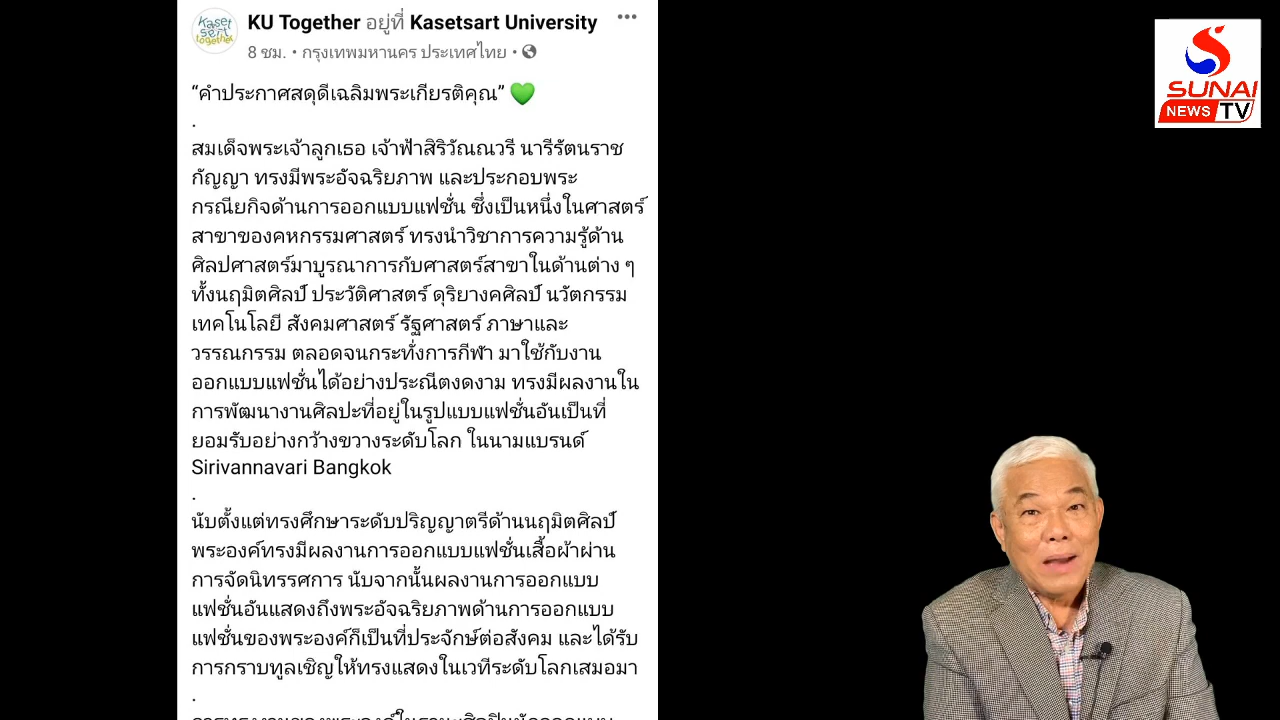 KU Together อยู่ที่ Kasetsart University
8 ชม. • กรุงเทพมหานคร ประเทศไทย •
“คำประกาศสดุดีเฉลิมพระเกียรติคุณ”
.
สมเด็จพระเจ้าลูกเธอ เจ้าฟ้าสิริวัณณวรี นารีรัตนราช
กัญญา ทรงมีพระอัจฉริยภาพ และประกอบพระ
กรณียกิจด้านการออกแบบแฟชั่น ซึ่งเป็นหนึ่งในศาสตร์
สาขาของคหกรรมศาสตร์ ทรงนำวิชาการความรู้ด้าน
ศิลปศาสตร์มาบูรณาการกับศาสตร์สาขาในด้านต่าง ๆ
ทั้งนฤมิตศิลป์ ประวัติศาสตร์ ดุริยางคศิลป์ นวัตกรรม
เทคโนโลยี สังคมศาสตร์ รัฐศาสตร์ ภาษาและ
วรรณกรรม ตลอดจนกระทั่งการกีฬา มาใช้กับงาน
ออกแบบแฟชั่นได้อย่างประณีตงดงาม ทรงมีผลงานใน
การพัฒนางานศิลปะที่อยู่ในรูปแบบแฟชั่นอันเป็นที่
ยอมรับอย่างกว้างขวางระดับโลก ในนามแบรนด์
Sirivannavari Bangkok
.
นับตั้งแต่ทรงศึกษาระดับปริญญาตรีด้านนฤมิตศิลป์
พระองค์ทรงมีผลงานการออกแบบแฟชั่นเสื้อผ้าผ่าน
การจัดนิทรรศการ นับจากนั้นผลงานการออกแบบ
แฟชั่นอันแสดงถึงพระอัจฉริยภาพด้านการออกแบบ
แฟชั่นของพระองค์ก็เป็นที่ประจักษ์ต่อสังคม และได้รับ
การกราบทูลเชิญให้ทรงแสดงในเวทีระดับโลกเสมอมา
.
Kaset
sart
together
SUNAI
NEWS TV